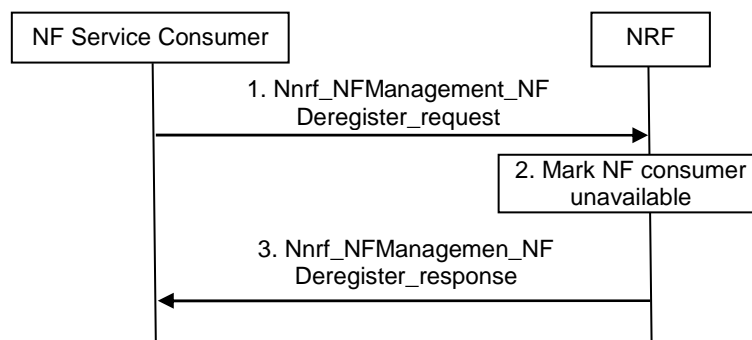 NF Service Consumer
NRF
1. Nnrf_NFManagement_NF
Deregister_request
2. Mark NF consumer
unavailable
3. Nnrf_NFManagemen_NF
Deregister_response